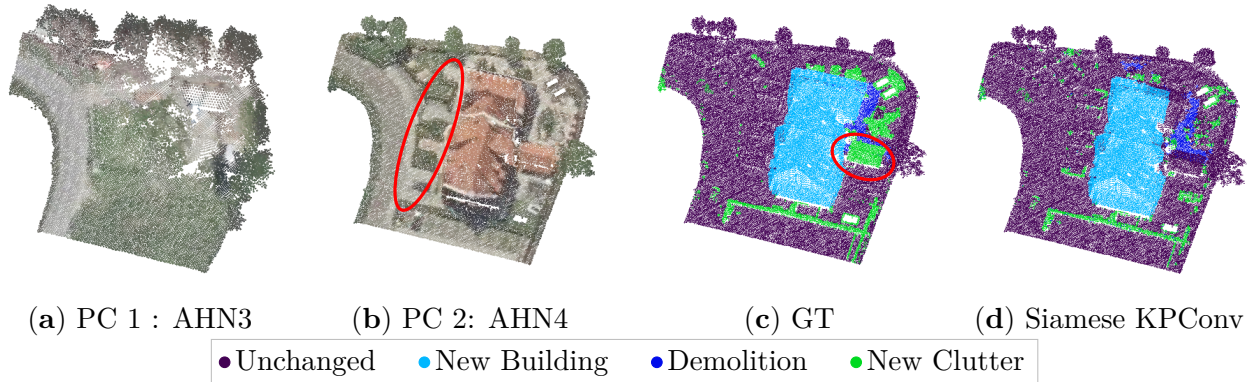 (a) PC 1 : AHN3
(b) PC 2: AHN4
(c) GT
(d) Siamese KPConv
Unchanged
New Building
Demolition
New Clutter